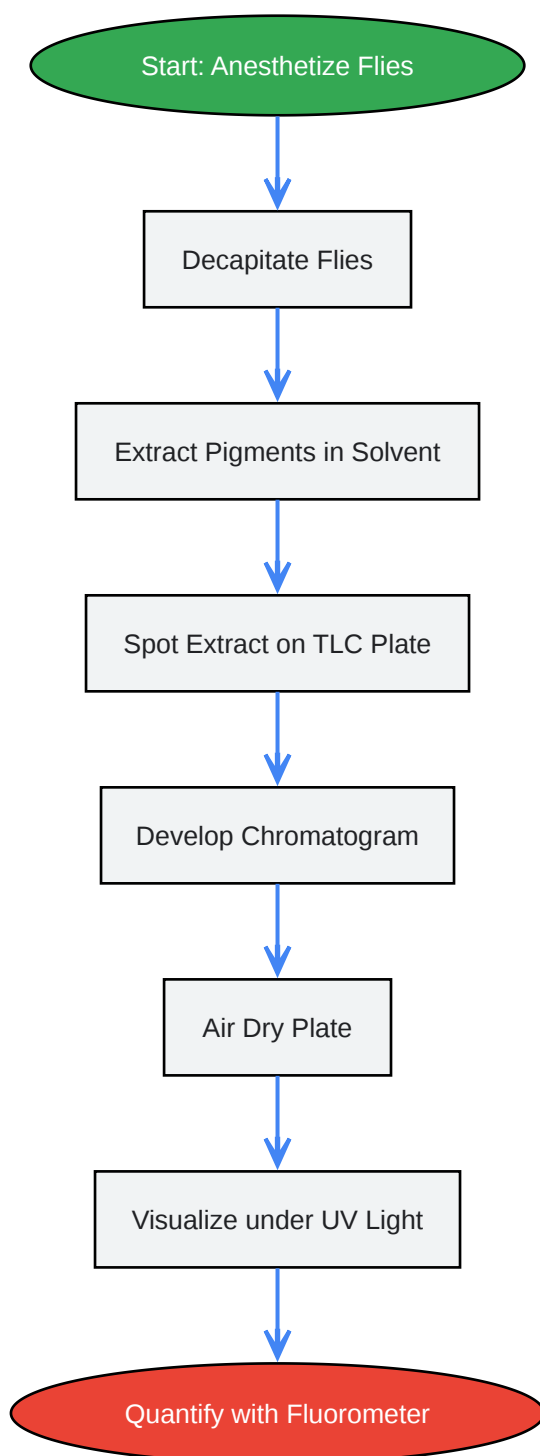 Start: Anesthetize Flies
Decapitate Flies
Extract Pigments in Solvent
Spot Extract on TLC Plate
Develop Chromatogram
Air Dry Plate
Visualize under UV Light
Quantify with Fluorometer